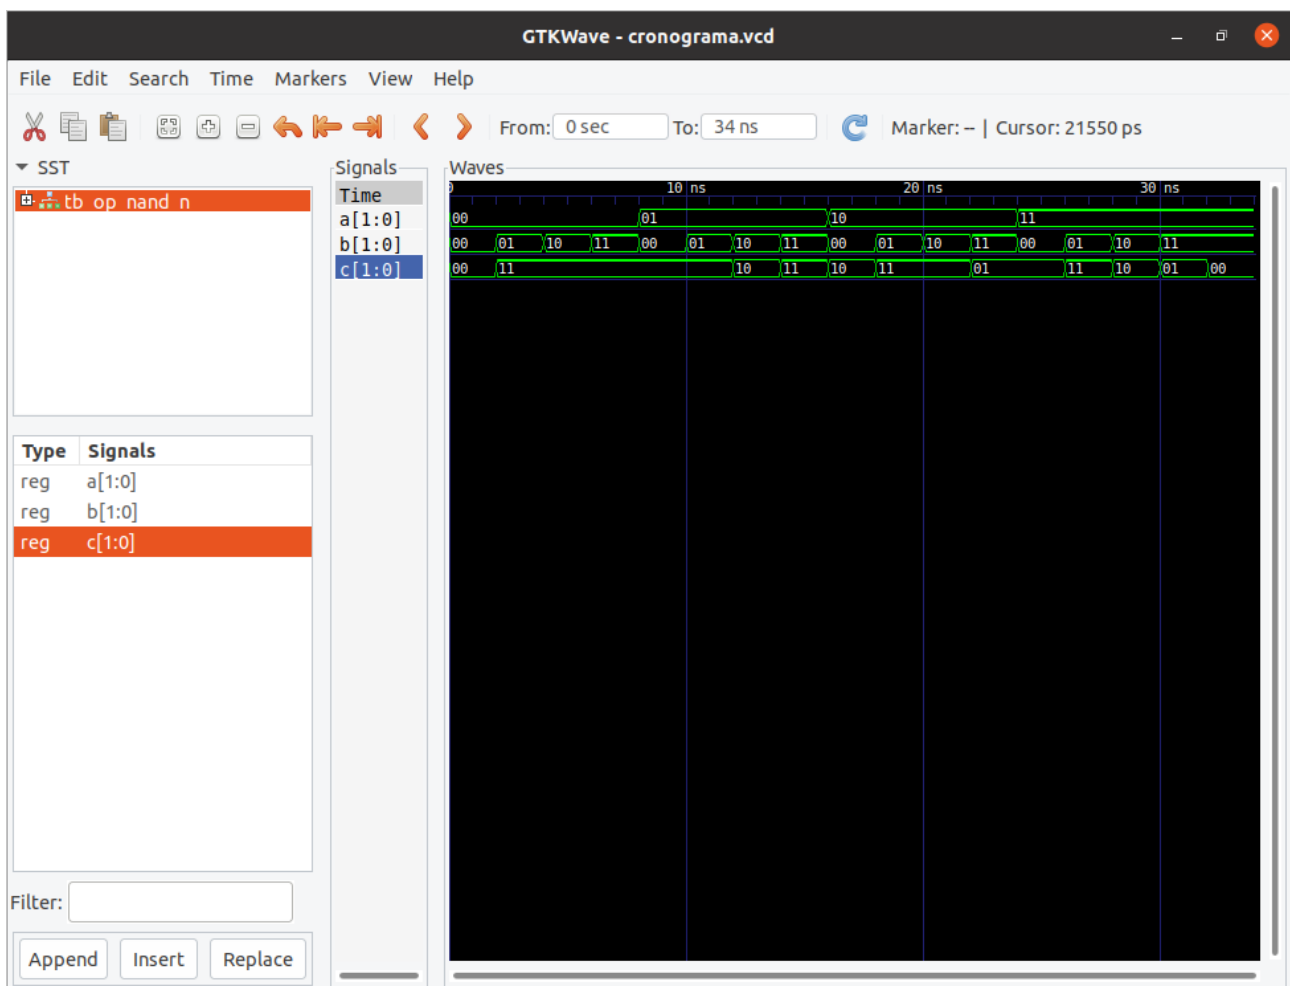 GTKWave - cronograma.vcd
File Edit Search Time Markers View Help
From: 0 sec To: 34 ns Marker: -- | Cursor: 21550 ps
SST
tb_op_nand_n
Signals
Time
a[1:0]
b[1:0]
c[1:0]
Waves
0 10 ns 20 ns 30 ns
00 01 10 11
00 01 10 11 00 01 10 11 00 01 10 11 00 01 10 11
00 11 10 11 10 11 01 11 10 01 00
Type Signals
reg a[1:0]
reg b[1:0]
reg c[1:0]
Filter:
Append Insert Replace